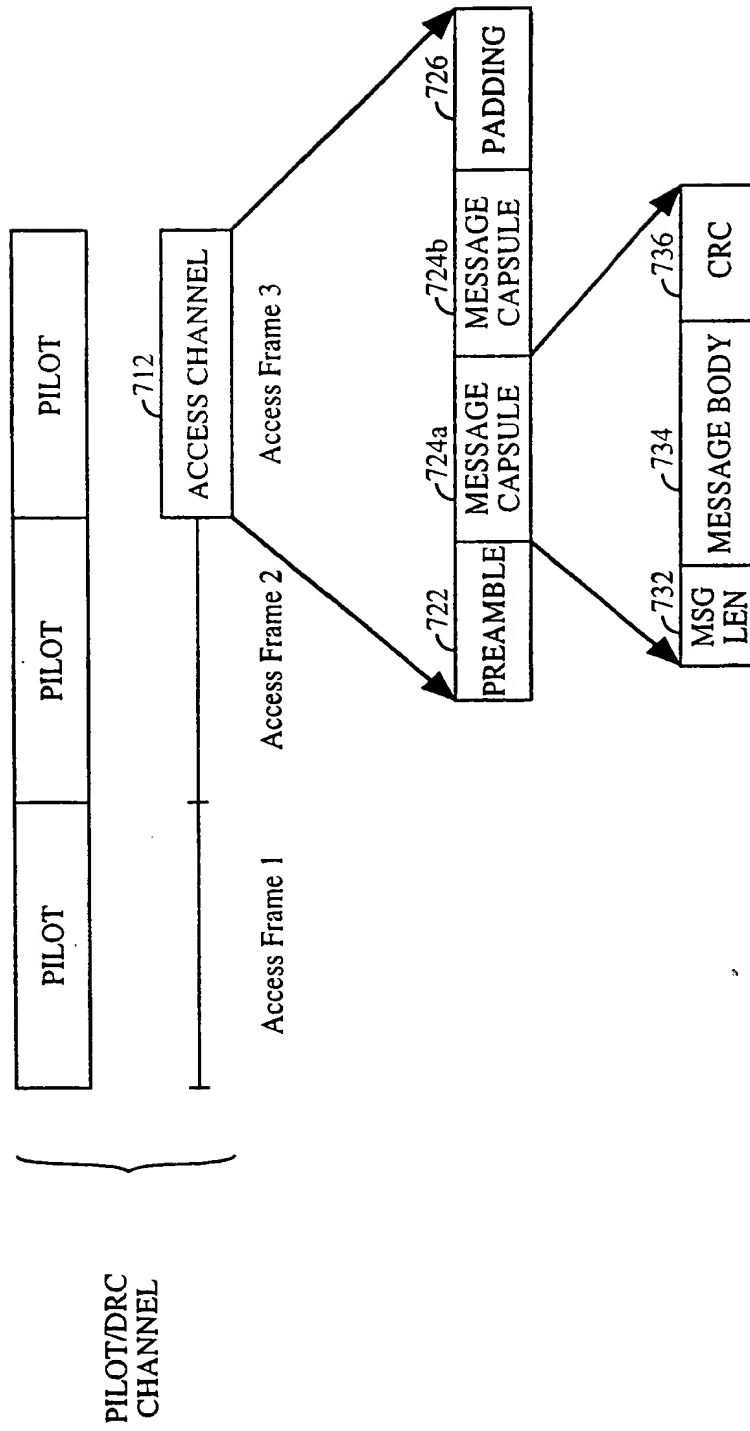 PILOT/DRC
CHANNEL
PILOT
PILOT
PILOT
712
ACCESS CHANNEL
Access Frame 1
Access Frame 2
Access Frame 3
722
724a
724b
726
PREAMBLE
MESSAGE
CAPSULE
MESSAGE
CAPSULE
PADDING
732
734
736
MSG
LEN
MESSAGE BODY
CRC